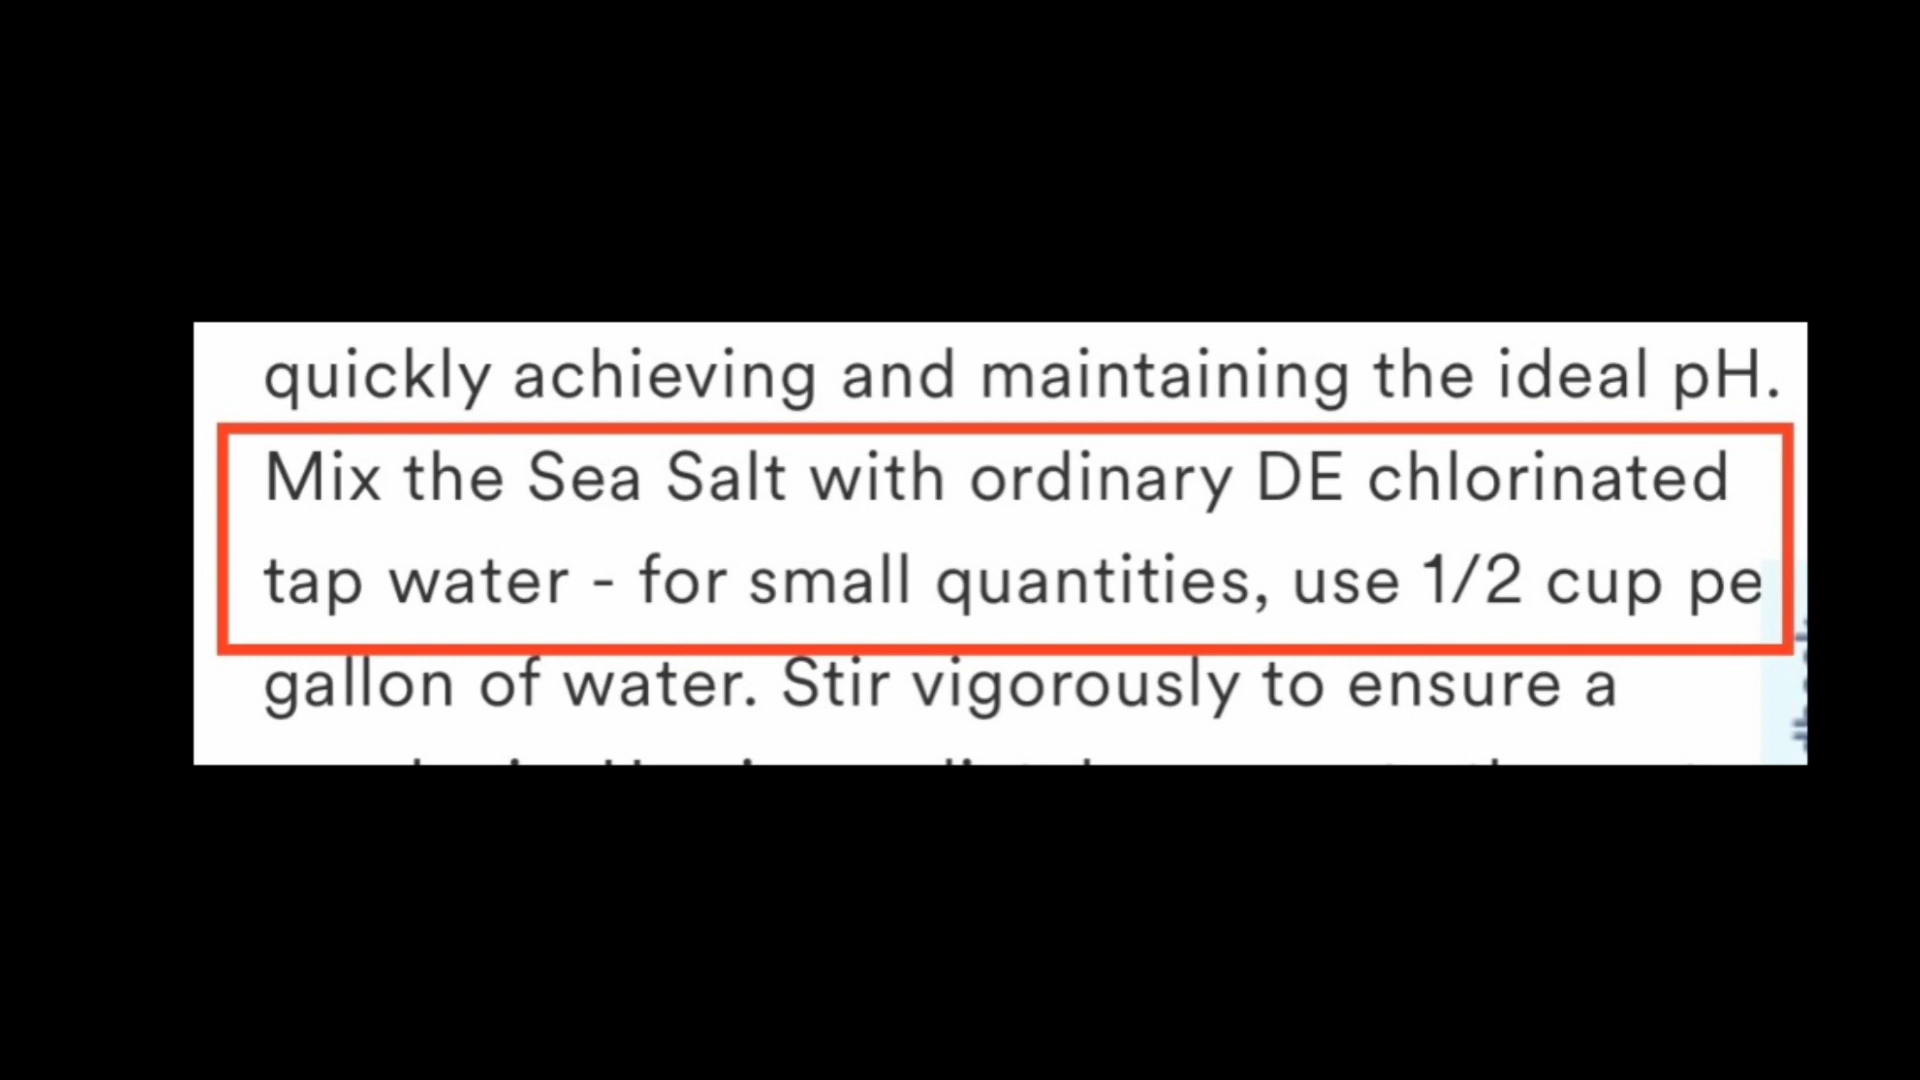 quickly achieving and maintaining the ideal pH.
Mix the Sea Salt with ordinary DE chlorinated
tap water - for small quantities, use 1/2 cup pe
gallon of water. Stir vigorously to ensure a